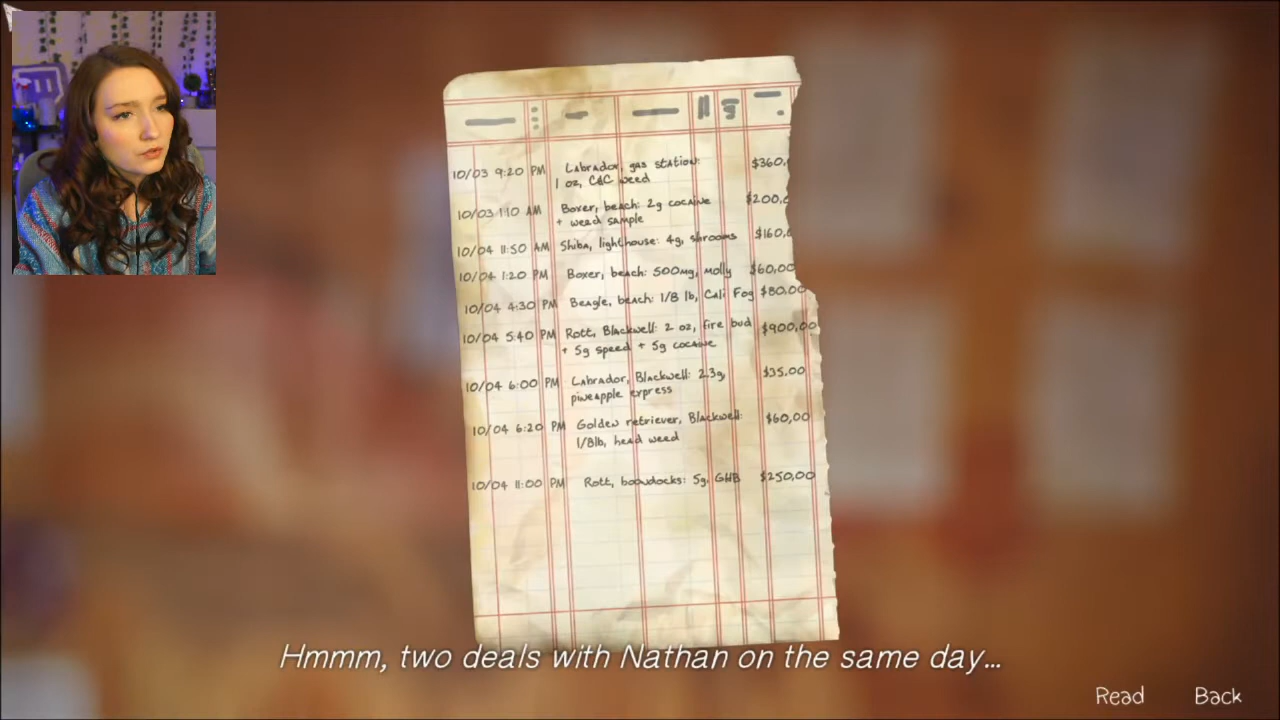 10/03 9:20 PM Labrador, gas station: $360,
1 oz, C&C weed
10/03 1:10 AM Boxer, beach: 2g cocaine $200,0
+ weed sample
10/04 11:50 AM Shiba, lighthouse: 4g, shrooms $160,0
10/04 1:20 PM Boxer, beach: 500mg, Molly $60,00
10/04 4:30 PM Beagle, beach: 1/8 lb, Cali Fog $80,00
10/04 5:40 PM Rott, Blackwell: 2 oz, fire bud $900,00
+ 5g speed + 5g cocaine
10/04 6:00 PM Labrador, Blackwell: 2.3g, $35.00
pineapple express
10/04 6:20 PM Golden retriever, Blackwell: $60,00
1/8lb, head weed
10/04 11:00 PM Rott, boowdocks: 5g, GHB $250,00
Hmmm, two deals with Nathan on the same day...
Read Back